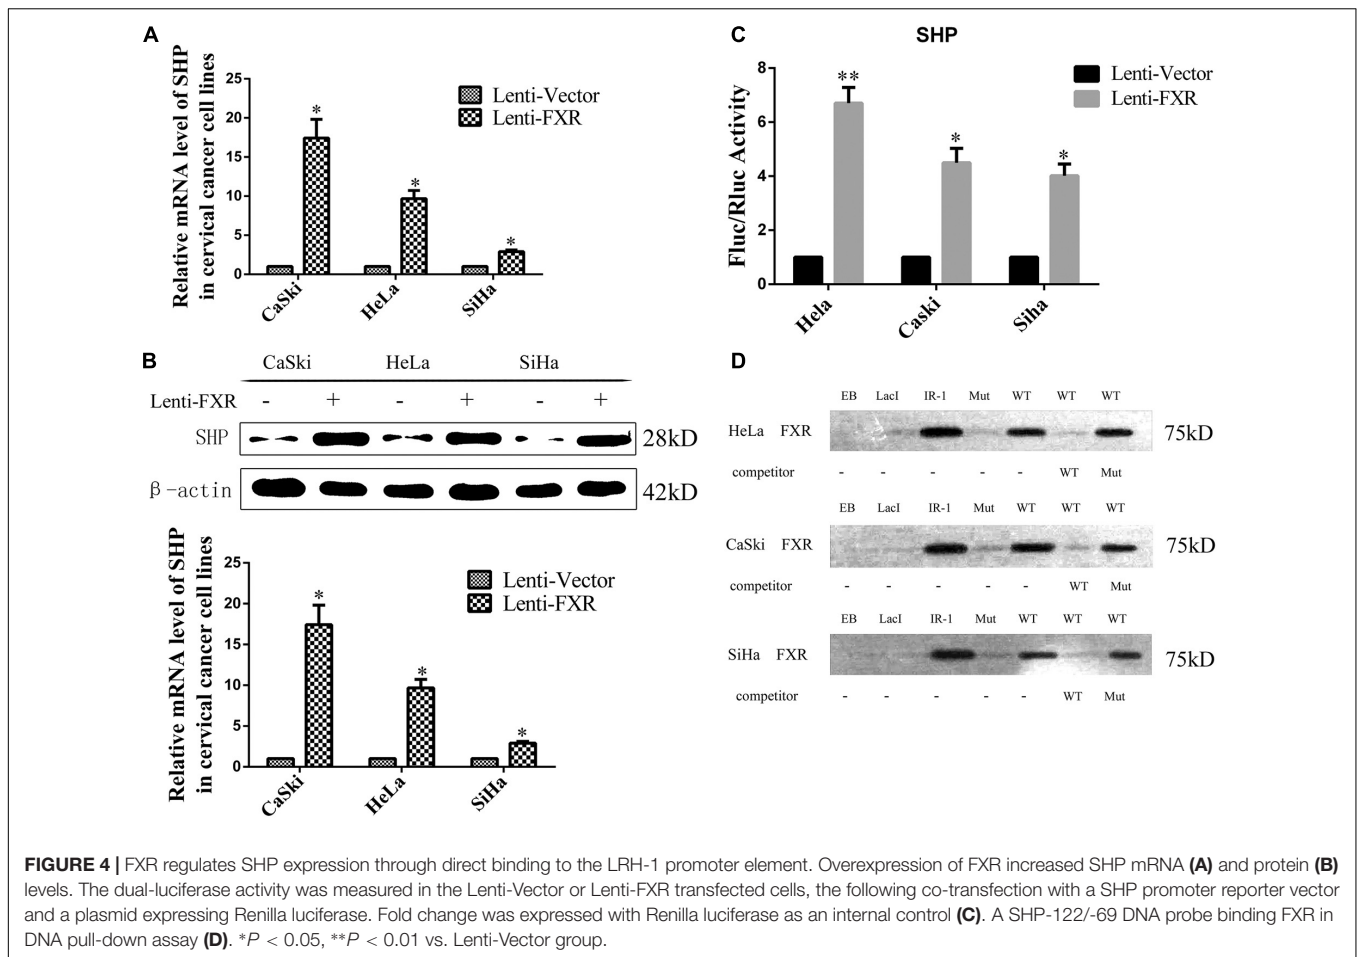 A
Relative mRNA level of SHP
in cervical cancer cell lines
25
20
15
10
5
0
*
*
*
Lenti-Vector
Lenti-FXR
CaSki
HeLa
SiHa
C
SHP
Fluc/Rluc Activity
8
6
4
2
0
**
*
*
Lenti-Vector
Lenti-FXR
Hela
Caski
Siha
B
CaSki HeLa SiHa
Lenti-FXR - + - + - +
SHP 28kD
β-actin 42kD
Relative mRNA level of SHP
in cervical cancer cell lines
25
20
15
10
5
0
*
*
*
Lenti-Vector
Lenti-FXR
CaSki
HeLa
SiHa
D
EB LacI IR-1 Mut WT WT WT
HeLa FXR 75kD
competitor - - - - - WT Mut
EB LacI IR-1 Mut WT WT WT
CaSki FXR 75kD
competitor - - - - - WT Mut
EB LacI IR-1 Mut WT WT WT
SiHa FXR 75kD
competitor - - - - - WT Mut
FIGURE 4 | FXR regulates SHP expression through direct binding to the LRH-1 promoter element. Overexpression of FXR increased SHP mRNA (A) and protein (B)
levels. The dual-luciferase activity was measured in the Lenti-Vector or Lenti-FXR transfected cells, the following co-transfection with a SHP promoter reporter vector
and a plasmid expressing Renilla luciferase. Fold change was expressed with Renilla luciferase as an internal control (C). A SHP-122/-69 DNA probe binding FXR in
DNA pull-down assay (D). *P < 0.05, **P < 0.01 vs. Lenti-Vector group.